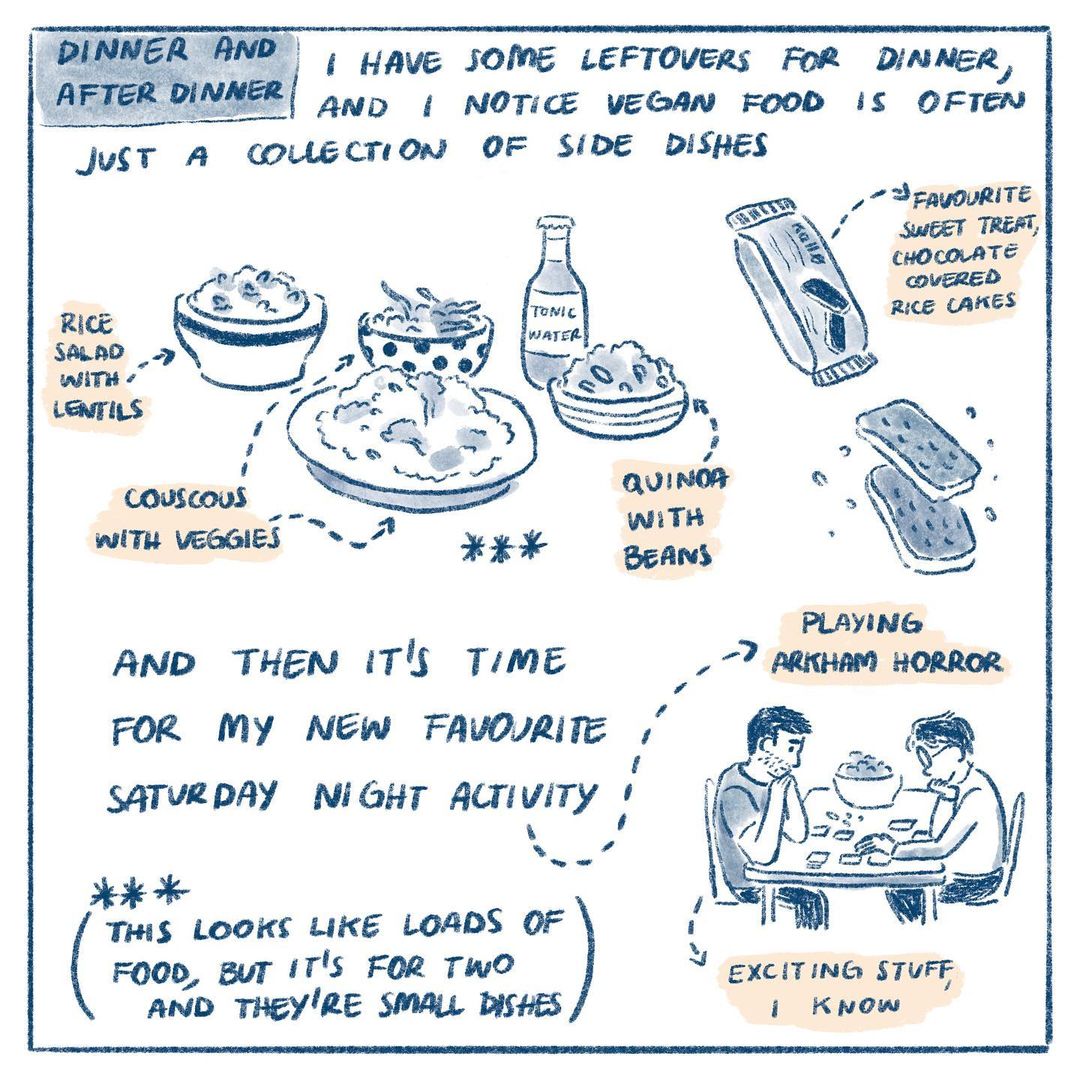 DINNER AND
AFTER DINNER
I HAVE SOME LEFTOVERS FOR DINNER,
AND I NOTICE VEGAN FOOD IS OFTEN
JUST A COLLECTION OF SIDE DISHES
FAVOURITE
SWEET TREAT,
CHOCOLATE
COVERED
RICE CAKES
RICE
SALAD
WITH
LENTILS
TONIC
WATER
COUSCOUS
WITH VEGGIES
QUINOA
WITH
BEANS
***
AND THEN IT'S TIME
FOR MY NEW FAVOURITE
SATURDAY NIGHT ACTIVITY
PLAYING
ARKHAM HORROR
***
(THIS LOOKS LIKE LOADS OF
FOOD, BUT IT'S FOR TWO
AND THEY'RE SMALL DISHES)
EXCITING STUFF,
I KNOW